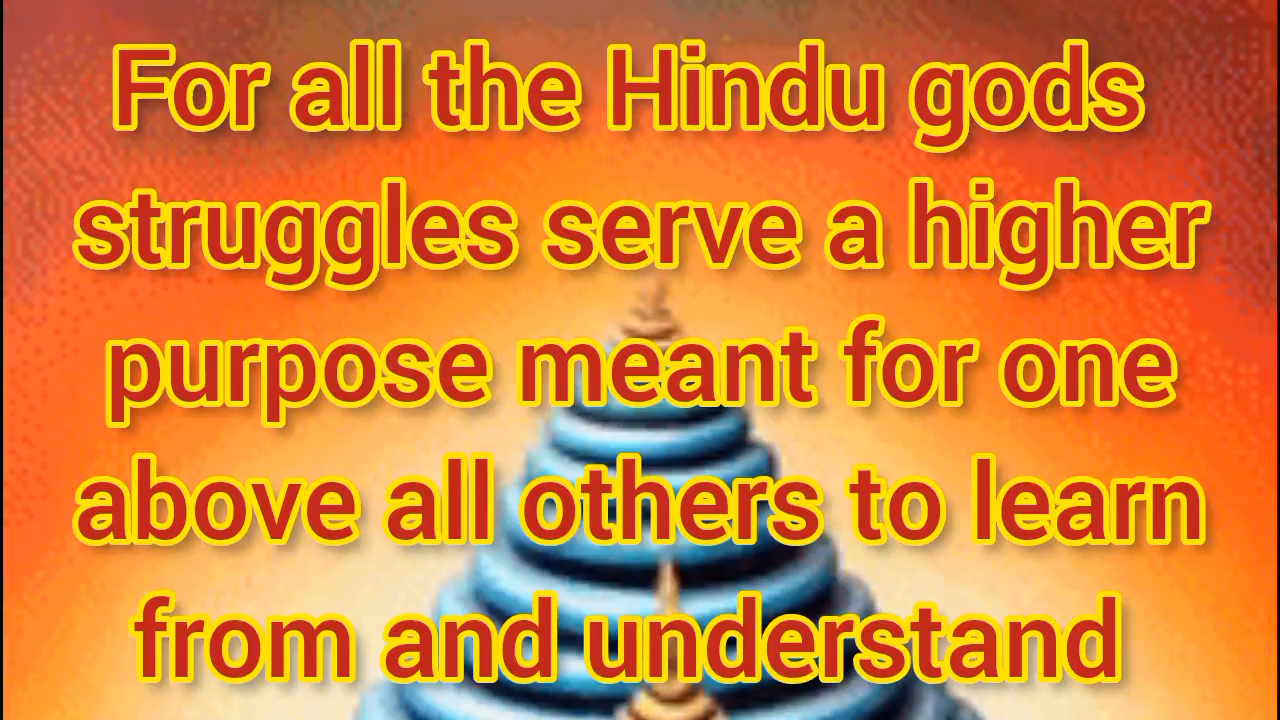 For all the Hindu gods
struggles serve a higher
purpose meant for one
above all others to learn
from and understand